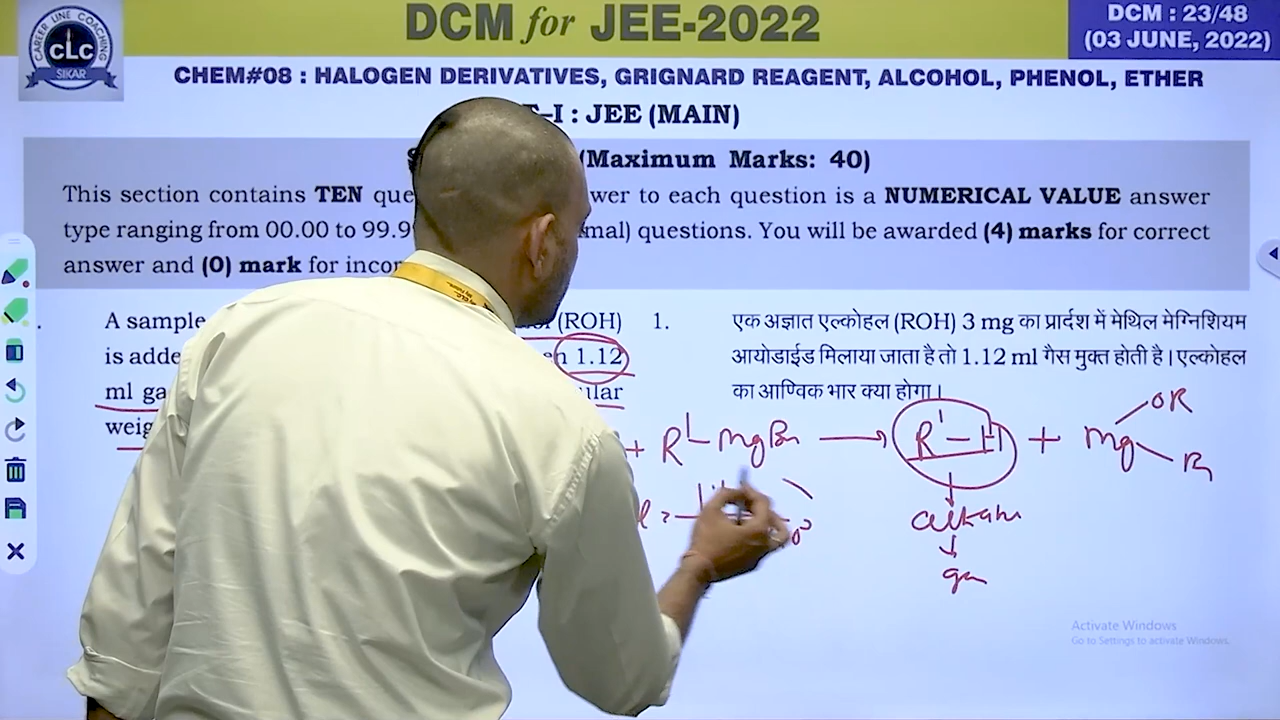 DCM for JEE-2022
DCM : 23/48
(03 JUNE, 2022)
CAREER LINE COACHING
CLC
SIKAR
CHEM#08 : HALOGEN DERIVATIVES, GRIGNARD REAGENT, ALCOHOL, PHENOL, ETHER
–I : JEE (MAIN)
(Maximum Marks: 40)
This section contains TEN que wer to each question is a NUMERICAL VALUE answer
type ranging from 00.00 to 99.9 mal) questions. You will be awarded (4) marks for correct
answer and (0) mark for incor
A sample (ROH)
is adde n 1.12
ml ga ular
weig
1. एक अज्ञात एल्कोहल (ROH) 3 mg का प्रार्दश में मेथिल मेग्निशियम
आयोडाईड मिलाया जाता है तो 1.12 ml गैस मुक्त होती है। एल्कोहल
का आण्विक भार क्या होगा।
+ R' – MgBr → R' – H + Mg
OR
Br
alkane
gas
CLC
Activate Windows
Go to Settings to activate Windows.